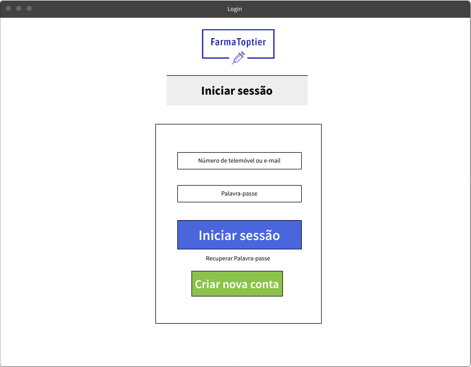 Login
FarmaToptier
Iniciar sessão
Número de telemóvel ou e-mail
Palavra-passe
Iniciar sessão
Recuperar Palavra-passe
Criar nova conta